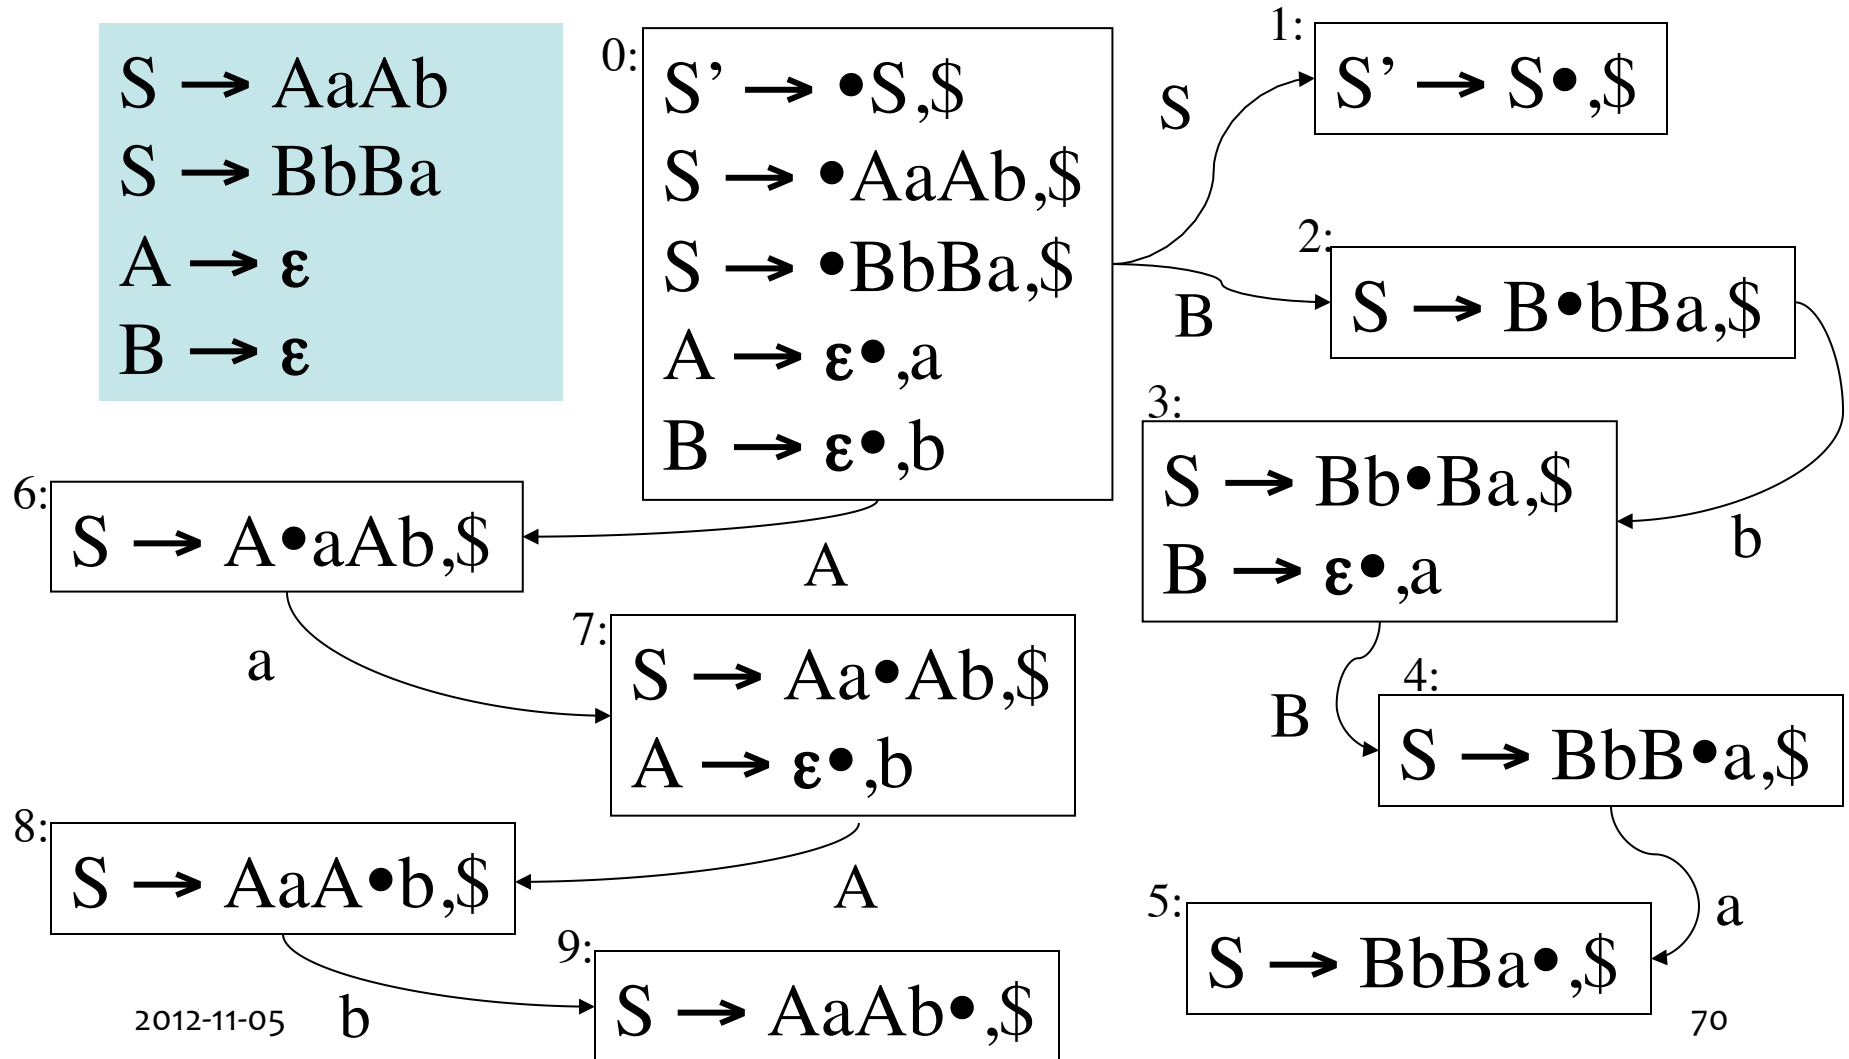 S → AaAb
S → BbBa
A → ε
B → ε
0:
S’ → •S,$
S → •AaAb,$
S → •BbBa,$
A → ε•,a
B → ε•,b
S
B
A
1:
S’ → S•,$
2:
S → B•bBa,$
b
3:
S → Bb•Ba,$
B → ε•,a
B
4:
S → BbB•a,$
a
5:
S → BbBa•,$
6:
S → A•aAb,$
a
7:
S → Aa•Ab,$
A → ε•,b
A
8:
S → AaA•b,$
b
9:
S → AaAb•,$
2012-11-05
70